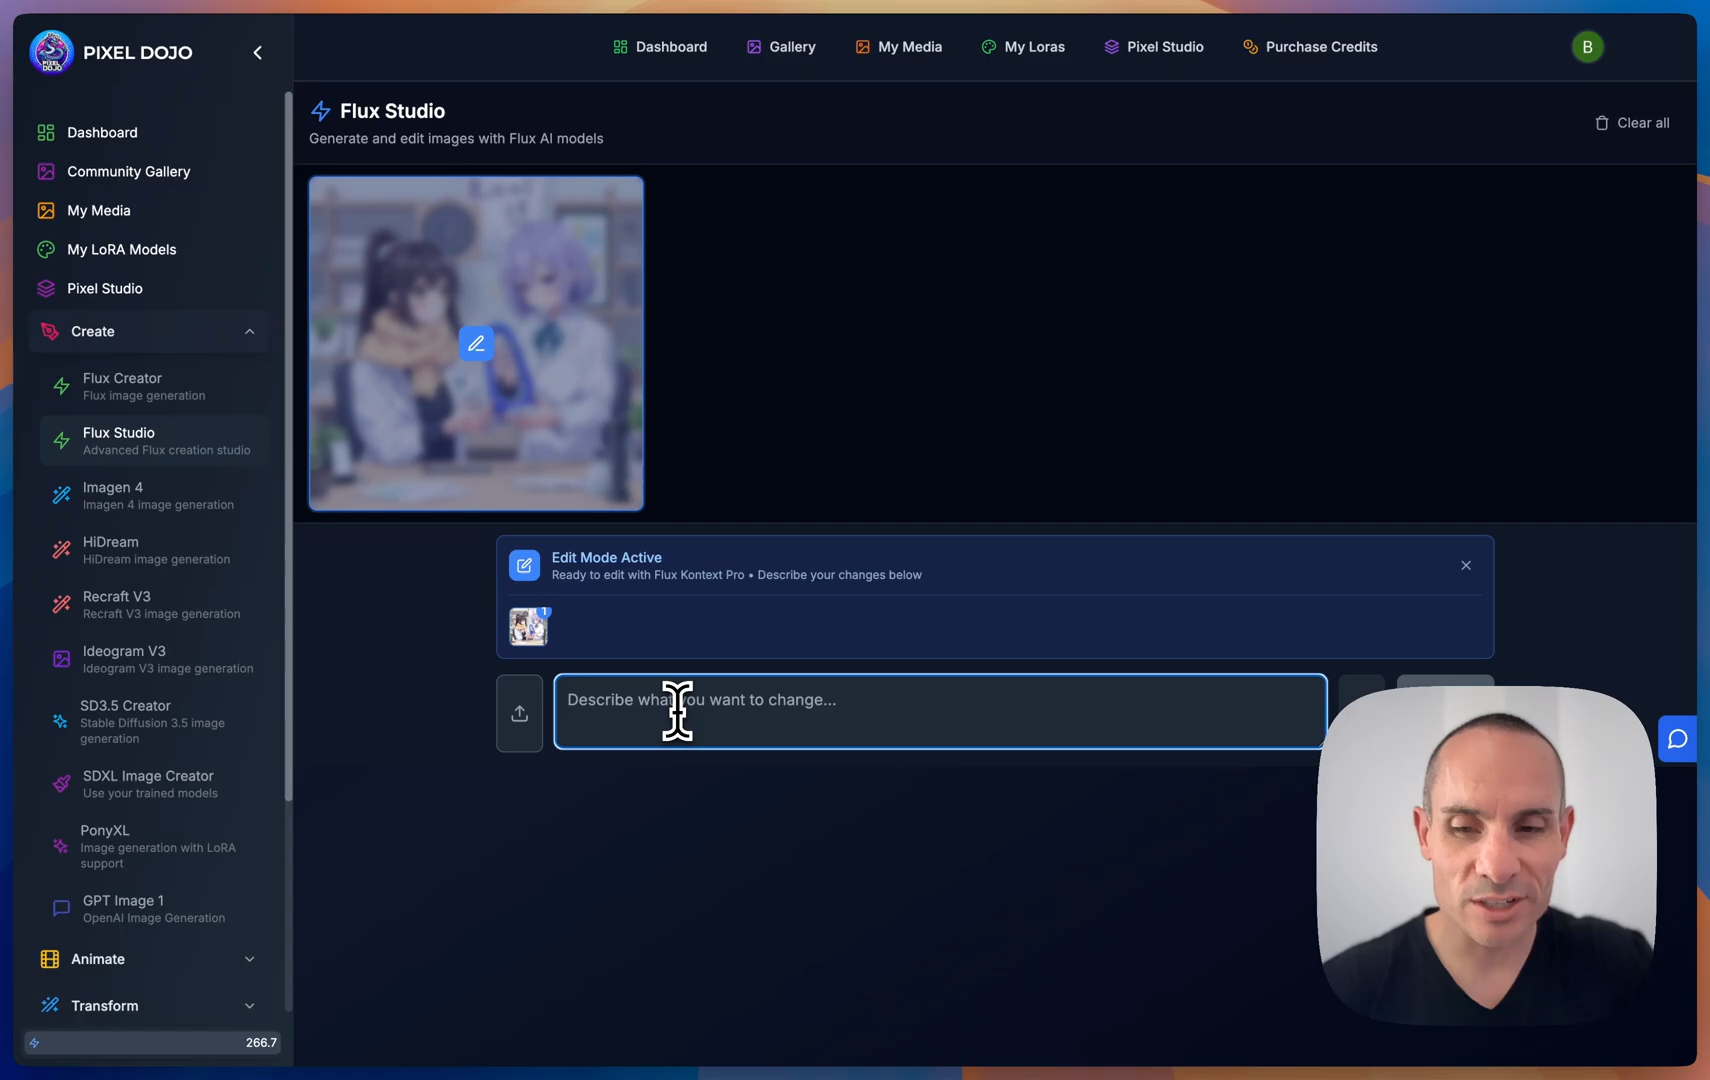 PIXEL DOJO
Dashboard
Gallery
My Media
My Loras
Pixel Studio
Purchase Credits
B
Dashboard
Community Gallery
My Media
My LoRA Models
Pixel Studio
Create
Flux Creator
Flux image generation
Flux Studio
Advanced Flux creation studio
Imagen 4
Imagen 4 image generation
HiDream
HiDream image generation
Recraft V3
Recraft V3 image generation
Ideogram V3
Ideogram V3 image generation
SD3.5 Creator
Stable Diffusion 3.5 image
generation
SDXL Image Creator
Use your trained models
PonyXL
Image generation with LoRA
support
GPT Image 1
OpenAI Image Generation
Animate
Transform
266.7
Flux Studio
Generate and edit images with Flux AI models
Clear all
Edit Mode Active
Ready to edit with Flux Kontext Pro • Describe your changes below
1
Describe what you want to change...